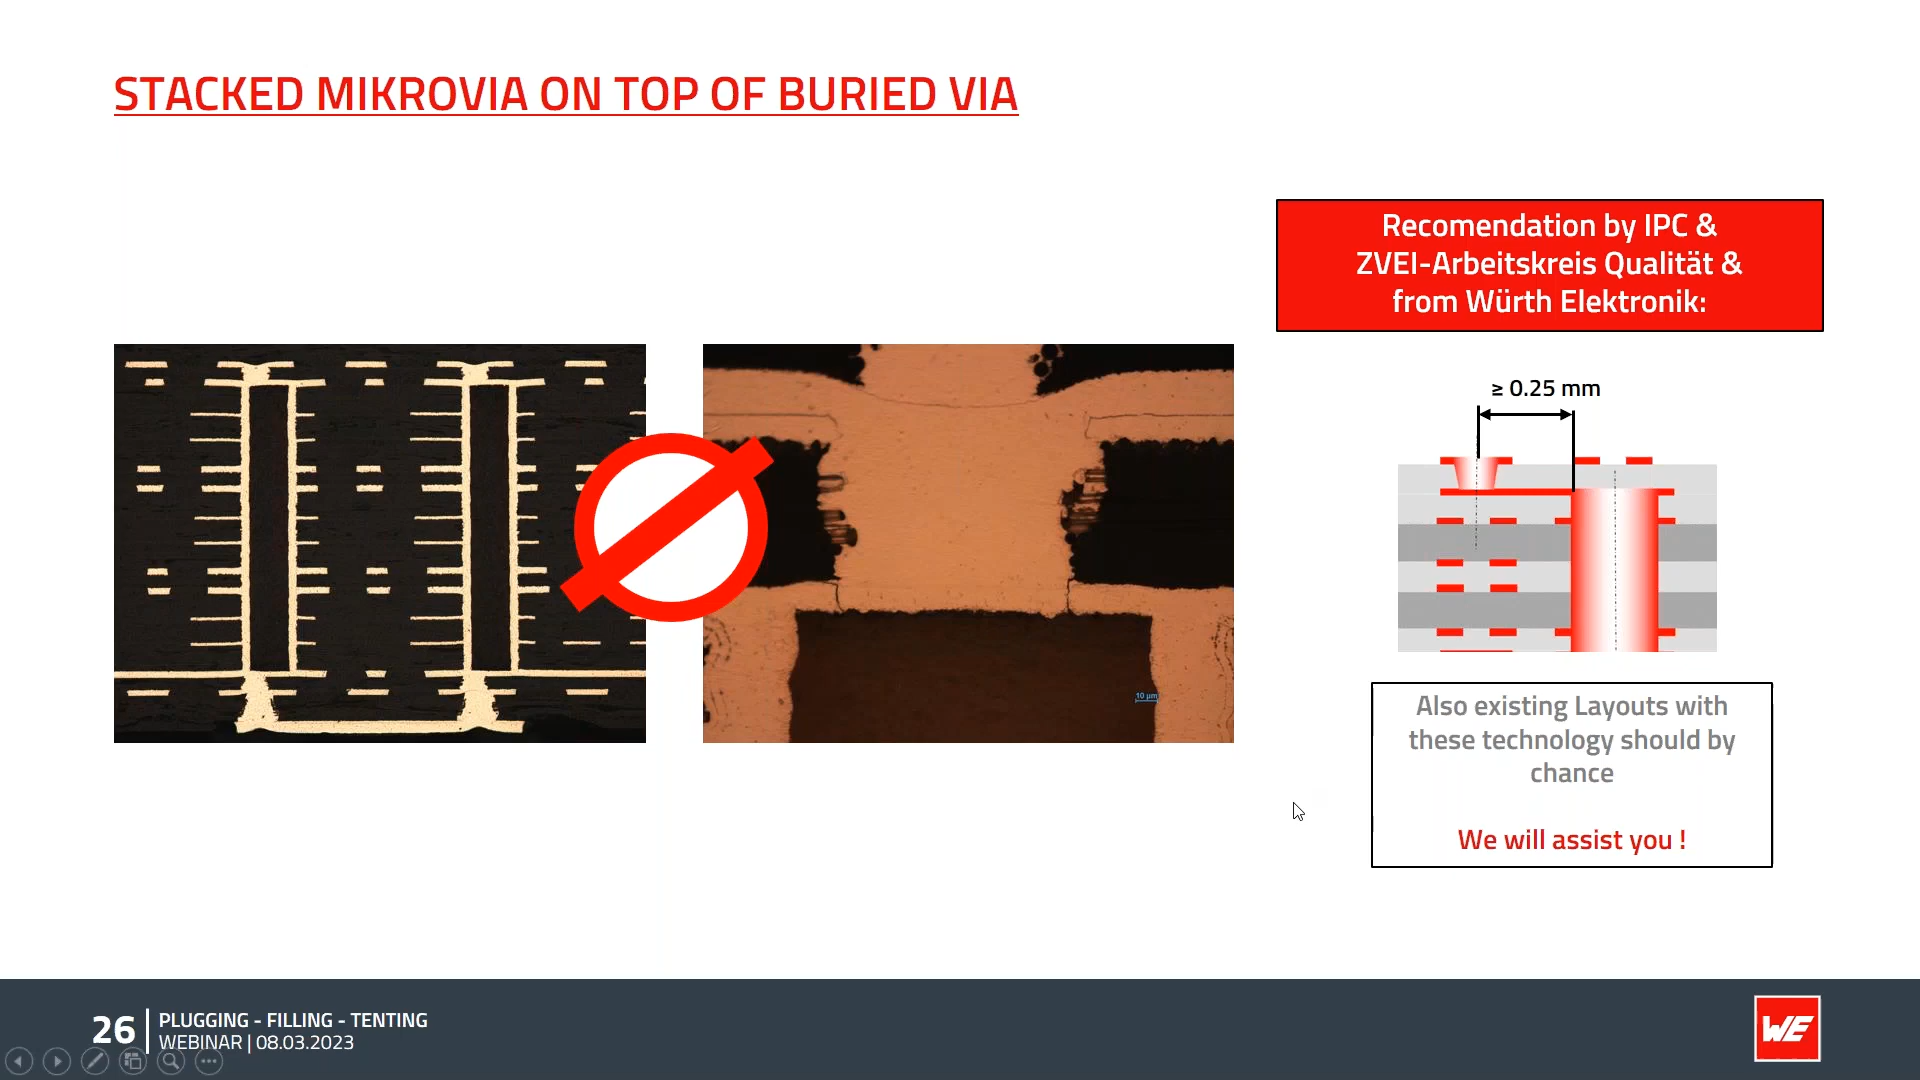 STACKED MIKROVIA ON TOP OF BURIED VIA
Recomendation by IPC &
ZVEI-Arbeitskreis Qualität &
from Würth Elektronik:
≥ 0.25 mm
10 µm
Also existing Layouts with
these technology should by
chance
We will assist you !
26
PLUGGING - FILLING - TENTING
WEBINAR | 08.03.2023
WE